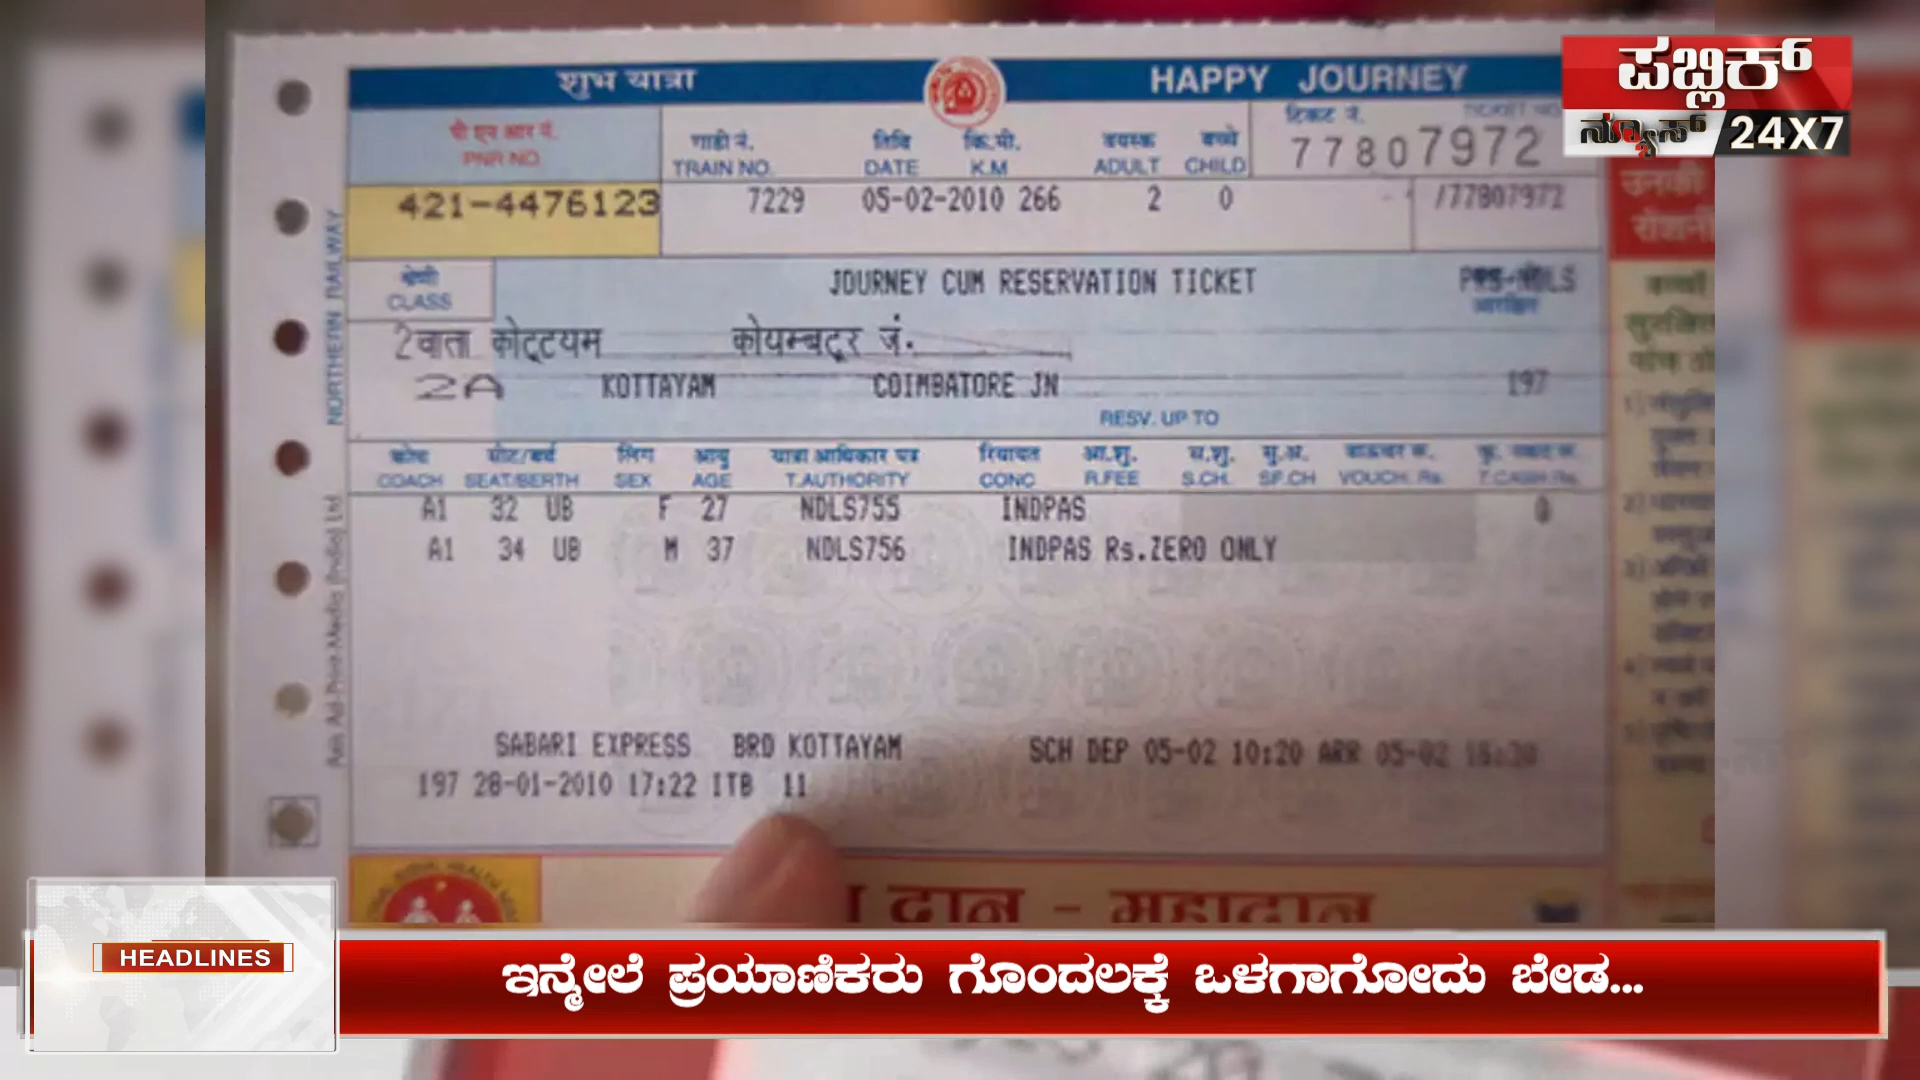 ಪಬ್ಲಿಕ್
ನ್ಯೂಸ್ 24X7
शुभ यात्रा HAPPY JOURNEY
पी एन आर नं. गाडी नं. तिथि कि.मी. वयस्क बच्चे टिकट नं.
PNR NO. TRAIN NO. DATE K.M ADULT CHILD 77807972
421-4476123 7229 05-02-2010 266 2 0 /77807972
श्रेणी
CLASS JOURNEY CUM RESERVATION TICKET
2वाता कोट्टयम कोयम्बटूर जं.
2A KOTTAYAM COIMBATORE JN 197
RESV. UP TO
कोच सीट/बर्थ लिंग आयु यात्रा अधिकार पत्र रियायत आ.शु. सु.अ.
COACH SEAT/BERTH SEX AGE T.AUTHORITY CONC R.FEE S.CH. SF.CH VOUCH. Rs. T.CASH Rs.
A1 32 UB F 27 NDLS755 INDPAS 0
A1 34 UB M 37 NDLS756 INDPAS Rs.ZERO ONLY
SABARI EXPRESS BRD KOTTAYAM SCH DEP 05-02 10:20 ARR 05-02
197 28-01-2010 17:22 ITB 11
NORTHERN RAILWAY
दान - महादान
उनकी
HEADLINES
ಇನ್ಮೇಲೆ ಪ್ರಯಾಣಿಕರು ಗೊಂದಲಕ್ಕೆ ಒಳಗಾಗೋದು ಬೇಡ...